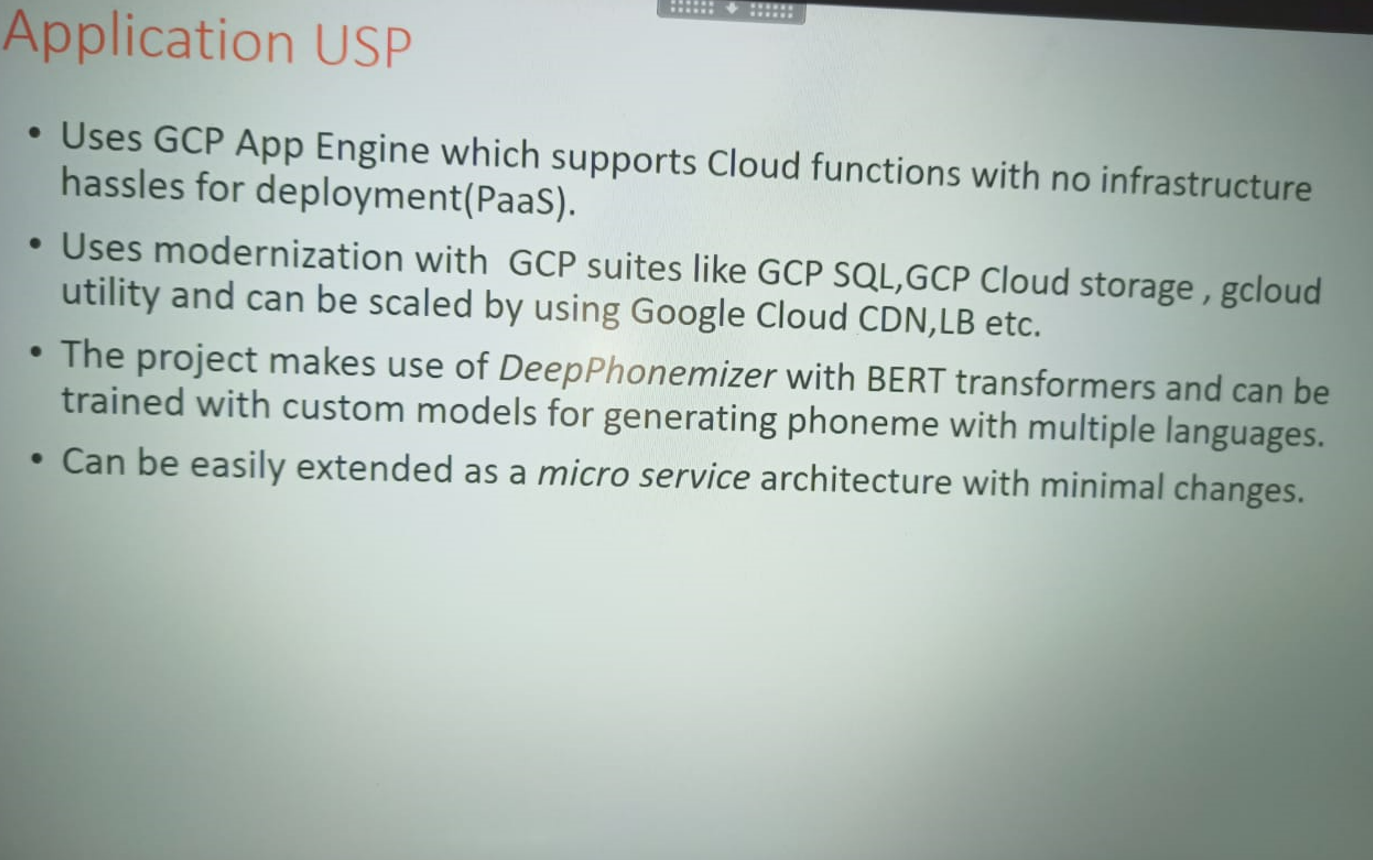 Application USP
• Uses GCP App Engine which supports Cloud functions with no infrastructure
hassles for deployment(PaaS).
• Uses modernization with  GCP suites like GCP SQL,GCP Cloud storage , gcloud
utility and can be scaled by using Google Cloud CDN,LB etc.
• The project makes use of DeepPhonemizer with BERT transformers and can be
trained with custom models for generating phoneme with multiple languages.
• Can be easily extended as a micro service architecture with minimal changes.